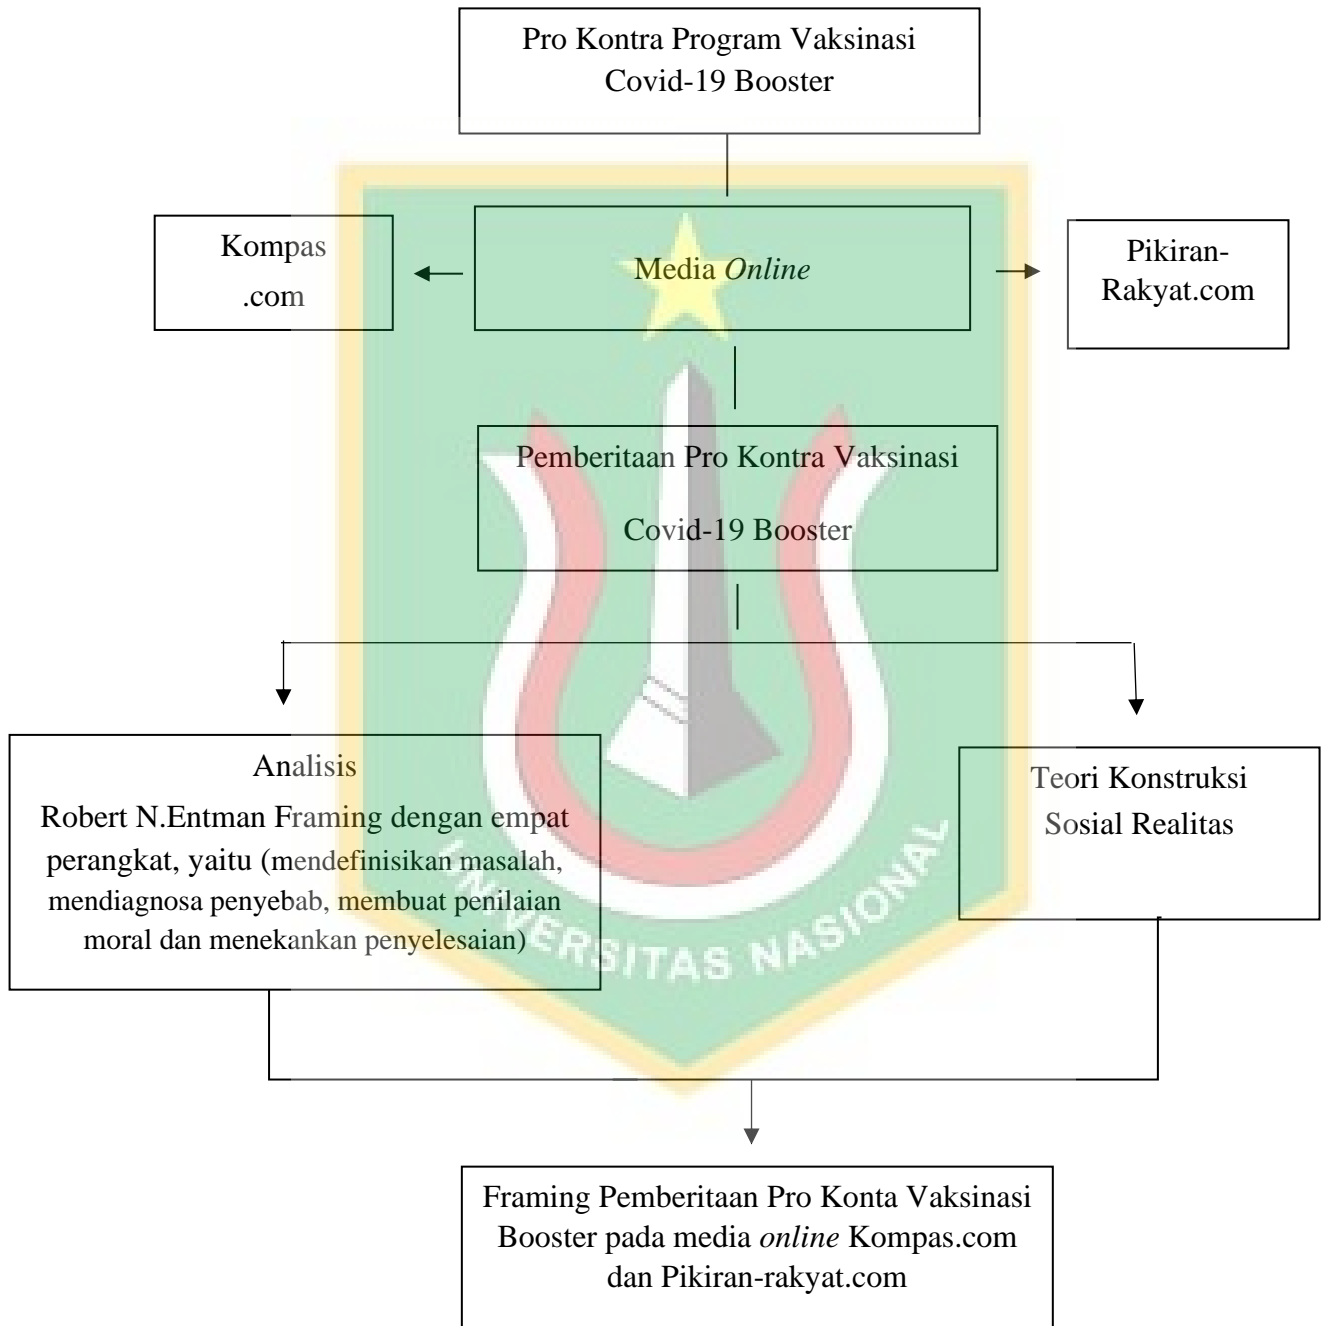 Pro Kontra Program Vaksinasi
Covid-19 Booster
Kompas
.com
Media Online
Pikiran-
Rakyat.com
Pemberitaan Pro Kontra Vaksinasi
Covid-19 Booster
Analisis
Robert N.Entman Framing dengan empat
perangkat, yaitu (mendefinisikan masalah,
mendiagnosa penyebab, membuat penilaian
moral dan menekankan penyelesaian)
Teori Konstruksi
Sosial Realitas
UNIVERSITAS NASIONAL
Framing Pemberitaan Pro Konta Vaksinasi
Booster pada media online Kompas.com
dan Pikiran-rakyat.com